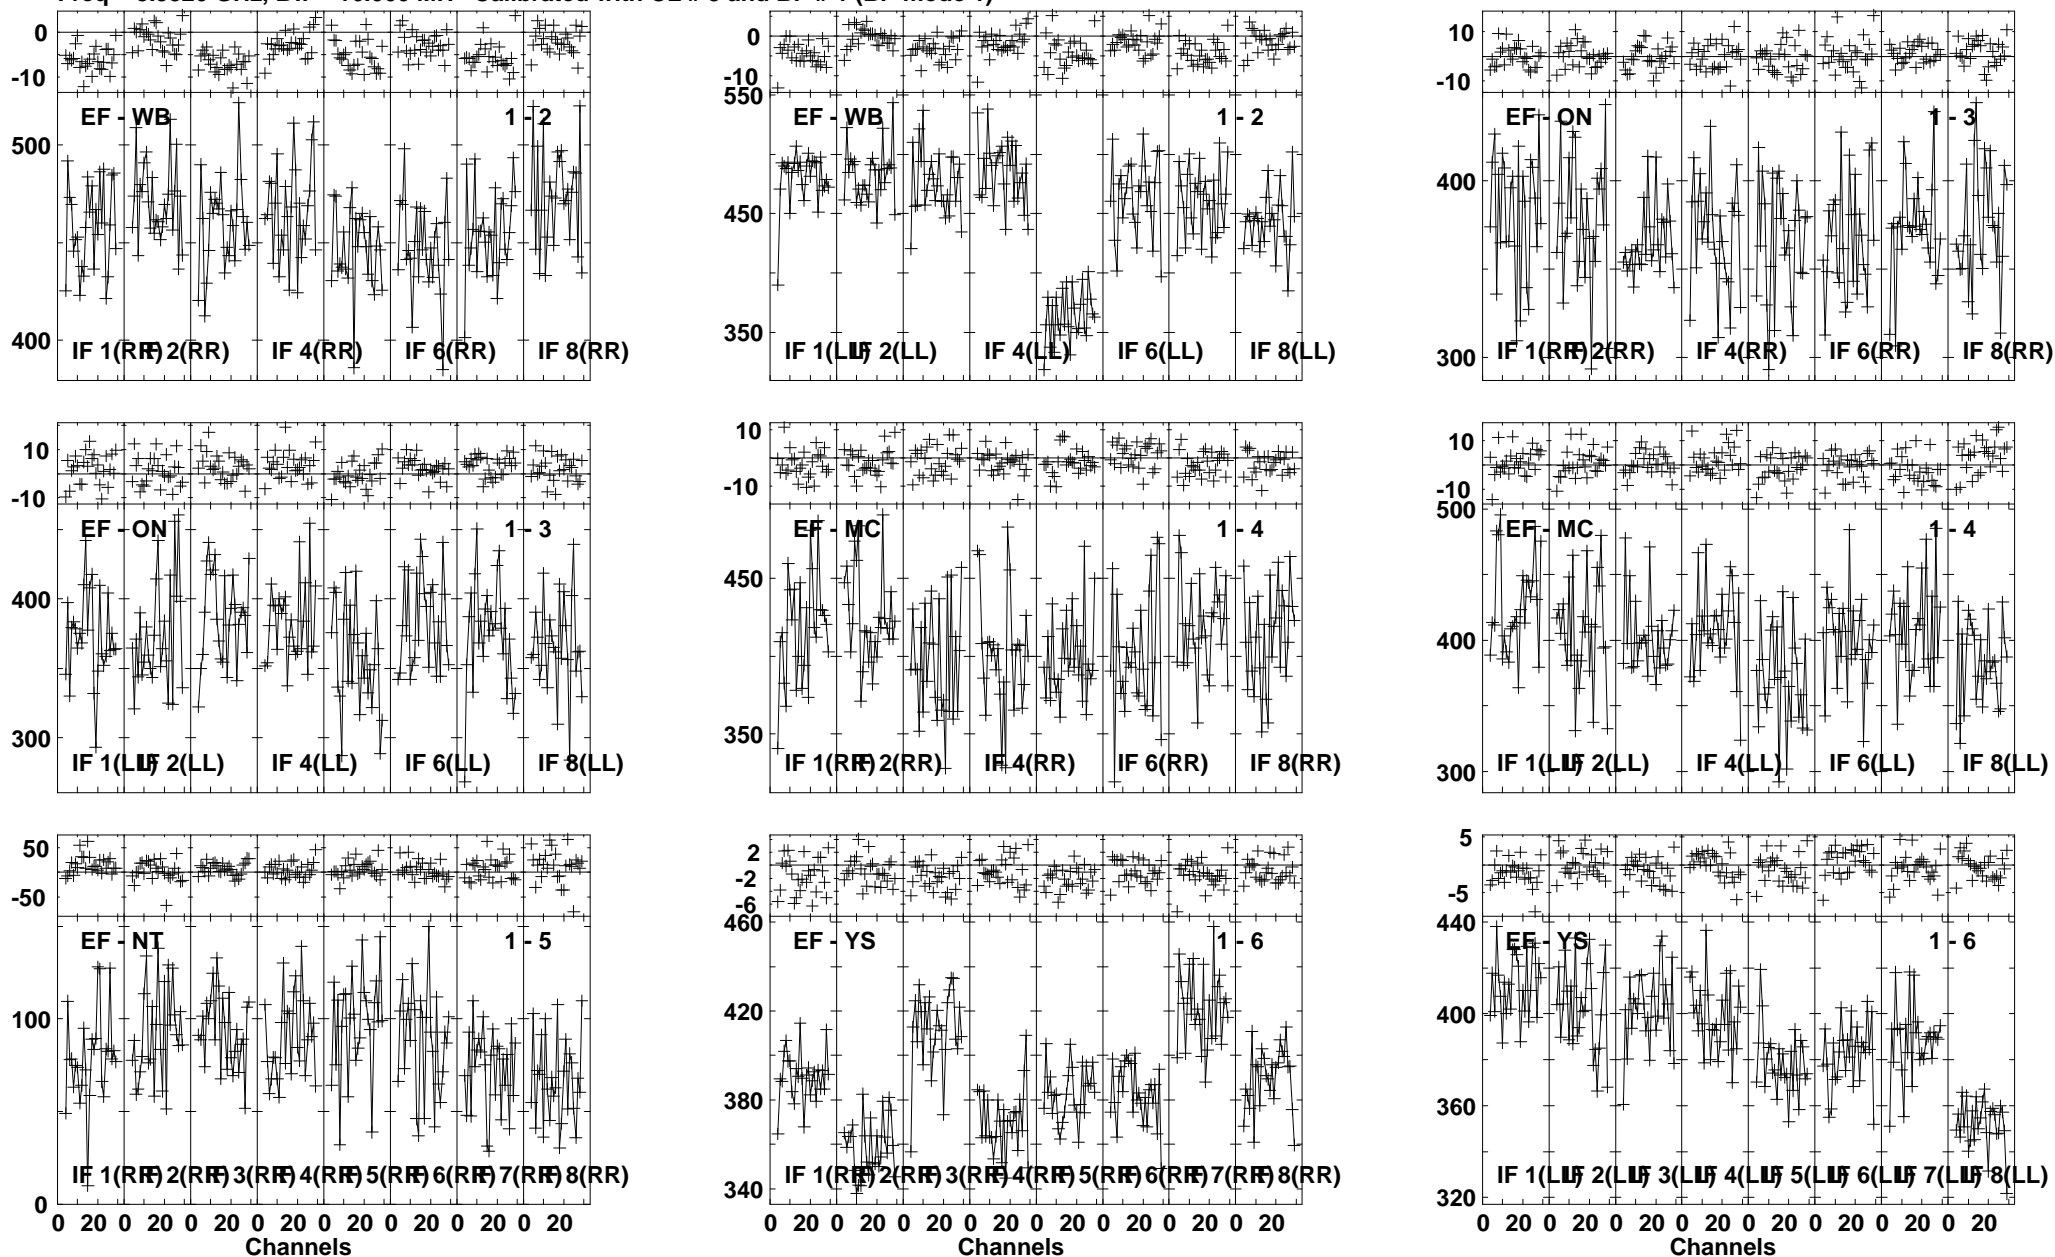 0 0 10
-10 -10 -10
550
EF - WB 1 - 2 EF - WB 1 - 2 EF - ON 1 - 3
500 450 400
400 350 300
IF 1(RR) IF 2(RR) IF 4(RR) IF 6(RR) IF 8(RR) IF 1(LL) IF 2(LL) IF 4(LL) IF 6(LL) IF 8(LL) IF 1(RR) IF 2(RR) IF 4(RR) IF 6(RR) IF 8(RR)
10 10 10
-10 -10 -10
500
EF - ON 1 - 3 EF - MC 1 - 4 EF - MC 1 - 4
400 450 400
300 350 300
IF 1(LL) IF 2(LL) IF 4(LL) IF 6(LL) IF 8(LL) IF 1(RR) IF 2(RR) IF 4(RR) IF 6(RR) IF 8(RR) IF 1(LL) IF 2(LL) IF 4(LL) IF 6(LL) IF 8(LL)
50 2 5
-50 -2 -5
-6
460 440
EF - NT 1 - 5 EF - YS 1 - 6 EF - YS 1 - 6
100 420 400
380 360
0 340 320
IF 1(RR) IF 2(RR) IF 3(RR) IF 4(RR) IF 5(RR) IF 6(RR) IF 7(RR) IF 8(RR) IF 1(RR) IF 2(RR) IF 3(RR) IF 4(RR) IF 5(RR) IF 6(RR) IF 7(RR) IF 8(RR) IF 1(LL) IF 2(LL) IF 3(LL) IF 4(LL) IF 5(LL) IF 6(LL) IF 7(LL) IF 8(LL)
0 20 0 20 0 20 0 20 0 20 0 20 0 20 0 20 0 20 0 20 0 20 0 20 0 20 0 20 0 20 0 20 0 20 0 20 0 20 0 20 0 20 0 20 0 20 0 20
Channels Channels Channels